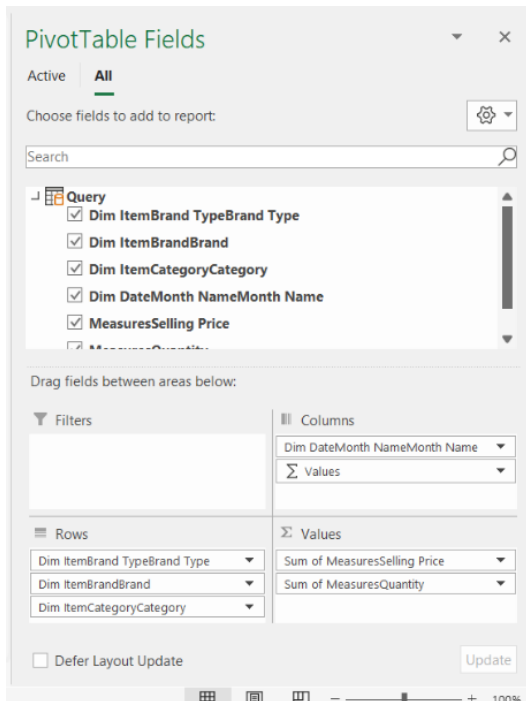 PivotTable Fields
Active All
Choose fields to add to report:
Search
Query
Dim ItemBrand TypeBrand Type
Dim ItemBrandBrand
Dim ItemCategoryCategory
Dim DateMonth NameMonth Name
MeasuresSelling Price
MeasuresQuantity
Drag fields between areas below:
Filters
Columns
Dim DateMonth NameMonth Name
Σ Values
Rows
Dim ItemBrand TypeBrand Type
Dim ItemBrandBrand
Dim ItemCategoryCategory
Σ Values
Sum of MeasuresSelling Price
Sum of MeasuresQuantity
Defer Layout Update
Update
100%